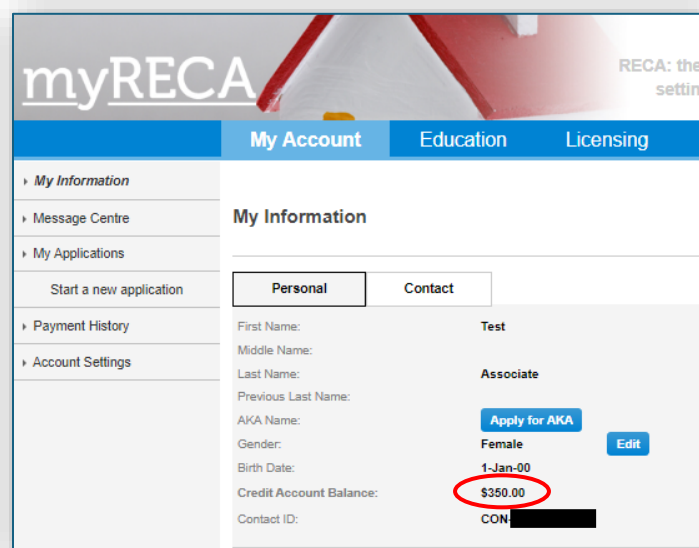 myRECA
RECA: the
settin
My Account Education Licensing
My Information
Message Centre
My Applications
Start a new application
Payment History
Account Settings
My Information
Personal Contact
First Name: Test
Middle Name:
Last Name: Associate
Previous Last Name:
AKA Name: Apply for AKA
Gender: Female Edit
Birth Date: 1-Jan-00
Credit Account Balance: $350.00
Contact ID: CON-